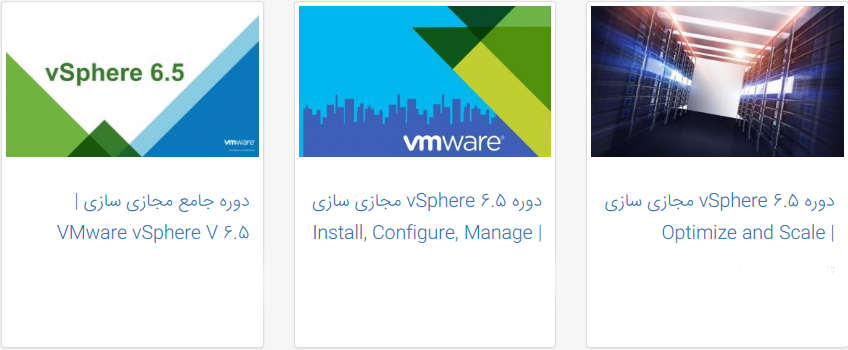 دوره vSphere ۶.۵ مجازی سازی
| Optimize and Scale
vmware®
دوره vSphere ۶.۵ مجازی سازی
| Install, Configure, Manage
vSphere 6.5
vmware
دوره جامع مجازی سازی |
VMware vSphere V ۶.۵